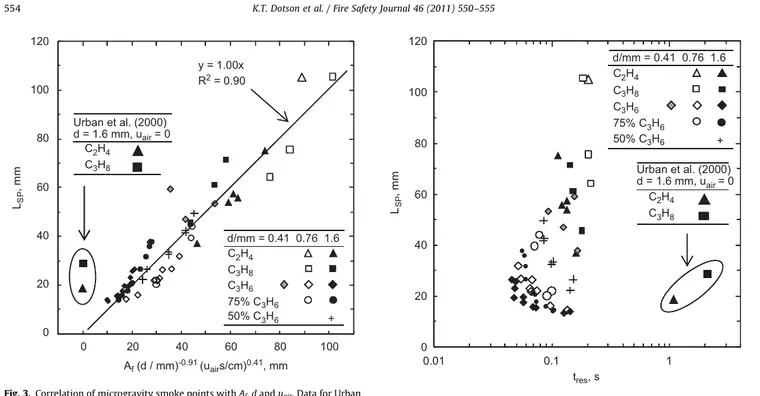 554
K.T. Dotson et al. / Fire Safety Journal 46 (2011) 550–555
120
100
80
60
40
20
0
L_SP, mm
0 20 40 60 80 100
A_f (d / mm)^-0.91 (u_air s/cm)^0.41, mm
y = 1.00x
R² = 0.90
Urban et al. (2000)
d = 1.6 mm, u_air = 0
C₂H₄
C₃H₈
d/mm = 0.41 0.76 1.6
C₂H₄
C₃H₈
C₃H₆
75% C₃H₆
50% C₃H₆
Fig. 3. Correlation of microgravity smoke points with A_f, d and u_air. Data for Urban
120
100
80
60
40
20
0
L_SP, mm
0.01 0.1 1
t_res, s
d/mm = 0.41 0.76 1.6
C₂H₄
C₃H₈
C₃H₆
75% C₃H₆
50% C₃H₆
Urban et al. (2000)
d = 1.6 mm, u_air = 0
C₂H₄
C₃H₈